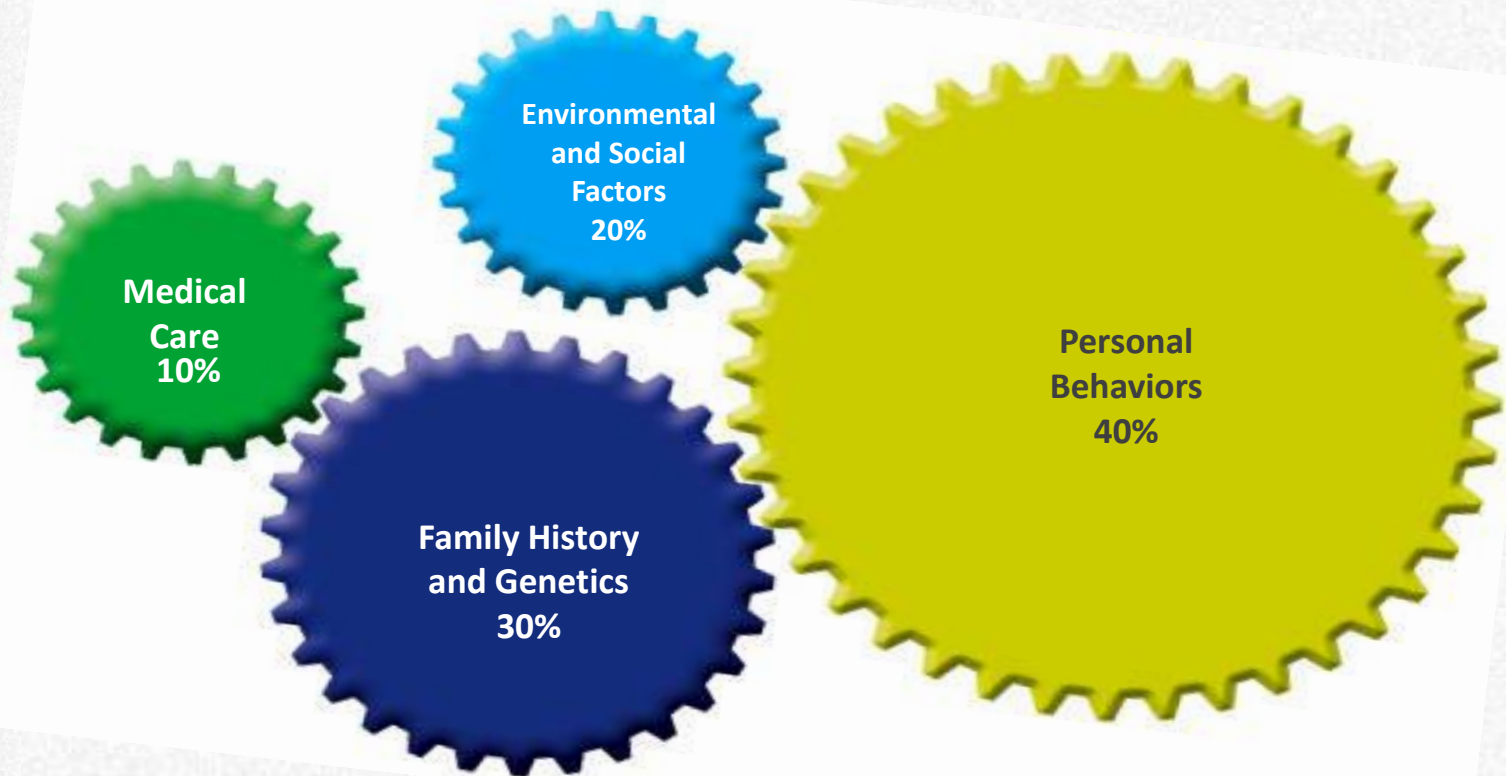 Environmental
and Social
Factors
20%
Medical
Care
10%
Personal
Behaviors
40%
Family History
and Genetics
30%